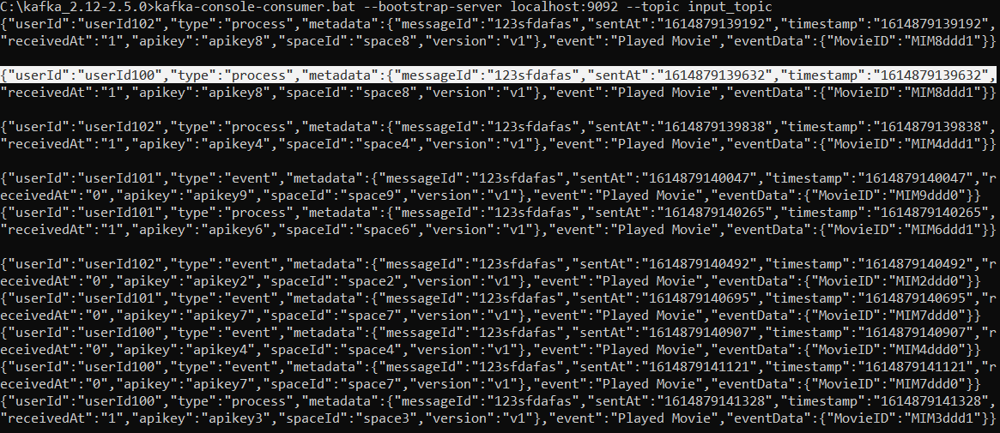 C:\kafka_2.12-2.5.0>kafka-console-consumer.bat --bootstrap-server localhost:9092 --topic input_topic
{"userId":"userId102","type":"process","metadata":{"messageId":"123sfdafas","sentAt":"1614879139192","timestamp":"1614879139192",
"receivedAt":"1","apikey":"apikey8","spaceId":"space8","version":"v1"},"event":"Played Movie","eventData":{"MovieID":"MIM8ddd1"}}
{"userId":"userId100","type":"process","metadata":{"messageId":"123sfdafas","sentAt":"1614879139632","timestamp":"1614879139632",
"receivedAt":"1","apikey":"apikey8","spaceId":"space8","version":"v1"},"event":"Played Movie","eventData":{"MovieID":"MIM8ddd1"}}
{"userId":"userId102","type":"process","metadata":{"messageId":"123sfdafas","sentAt":"1614879139838","timestamp":"1614879139838",
"receivedAt":"1","apikey":"apikey4","spaceId":"space4","version":"v1"},"event":"Played Movie","eventData":{"MovieID":"MIM4ddd1"}}
{"userId":"userId101","type":"event","metadata":{"messageId":"123sfdafas","sentAt":"1614879140047","timestamp":"1614879140047","r
eceivedAt":"0","apikey":"apikey9","spaceId":"space9","version":"v1"},"event":"Played Movie","eventData":{"MovieID":"MIM9ddd0"}}
{"userId":"userId101","type":"process","metadata":{"messageId":"123sfdafas","sentAt":"1614879140265","timestamp":"1614879140265",
"receivedAt":"1","apikey":"apikey6","spaceId":"space6","version":"v1"},"event":"Played Movie","eventData":{"MovieID":"MIM6ddd1"}}
{"userId":"userId102","type":"event","metadata":{"messageId":"123sfdafas","sentAt":"1614879140492","timestamp":"1614879140492","r
eceivedAt":"0","apikey":"apikey2","spaceId":"space2","version":"v1"},"event":"Played Movie","eventData":{"MovieID":"MIM2ddd0"}}
{"userId":"userId101","type":"event","metadata":{"messageId":"123sfdafas","sentAt":"1614879140695","timestamp":"1614879140695","r
eceivedAt":"0","apikey":"apikey7","spaceId":"space7","version":"v1"},"event":"Played Movie","eventData":{"MovieID":"MIM7ddd0"}}
{"userId":"userId100","type":"event","metadata":{"messageId":"123sfdafas","sentAt":"1614879140907","timestamp":"1614879140907","r
eceivedAt":"0","apikey":"apikey4","spaceId":"space4","version":"v1"},"event":"Played Movie","eventData":{"MovieID":"MIM4ddd0"}}
{"userId":"userId100","type":"event","metadata":{"messageId":"123sfdafas","sentAt":"1614879141121","timestamp":"1614879141121","r
eceivedAt":"0","apikey":"apikey7","spaceId":"space7","version":"v1"},"event":"Played Movie","eventData":{"MovieID":"MIM7ddd0"}}
{"userId":"userId100","type":"process","metadata":{"messageId":"123sfdafas","sentAt":"1614879141328","timestamp":"1614879141328",
"receivedAt":"1","apikey":"apikey3","spaceId":"space3","version":"v1"},"event":"Played Movie","eventData":{"MovieID":"MIM3ddd1"}}